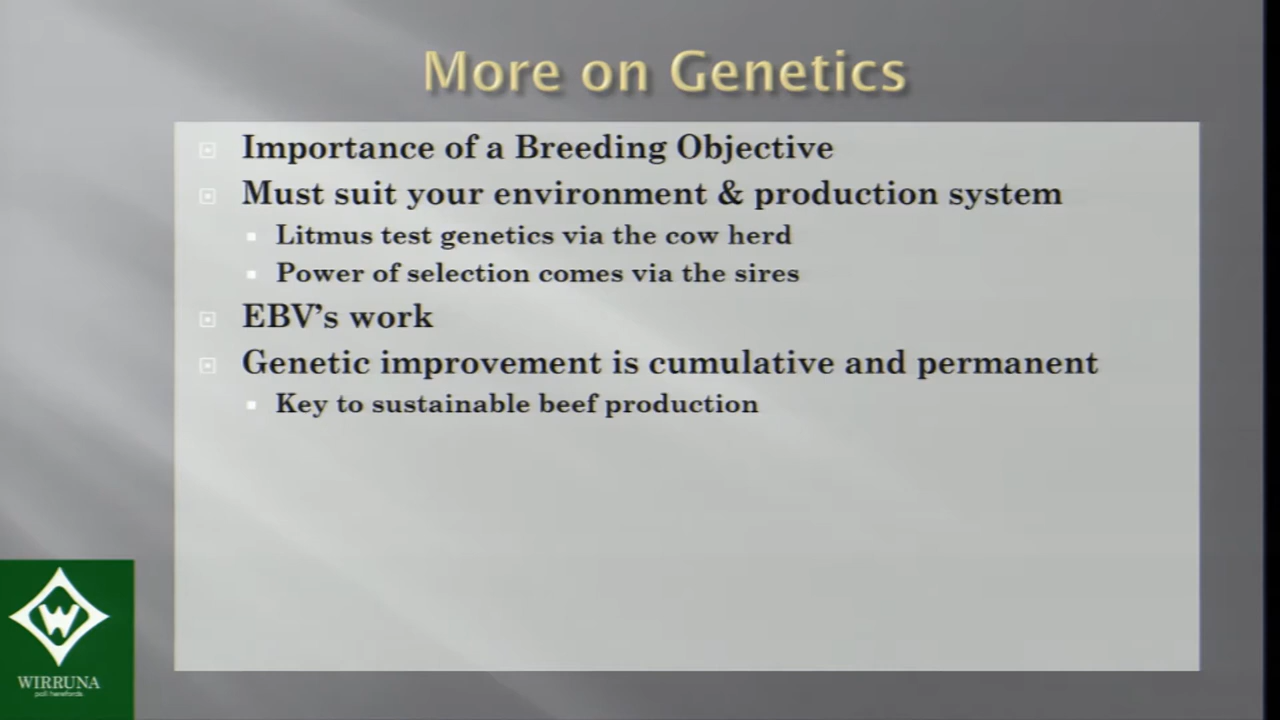 More on Genetics
Importance of a Breeding Objective
Must suit your environment & production system
Litmus test genetics via the cow herd
Power of selection comes via the sires
EBV’s work
Genetic improvement is cumulative and permanent
Key to sustainable beef production
W
WIRRUNA
poll herefords